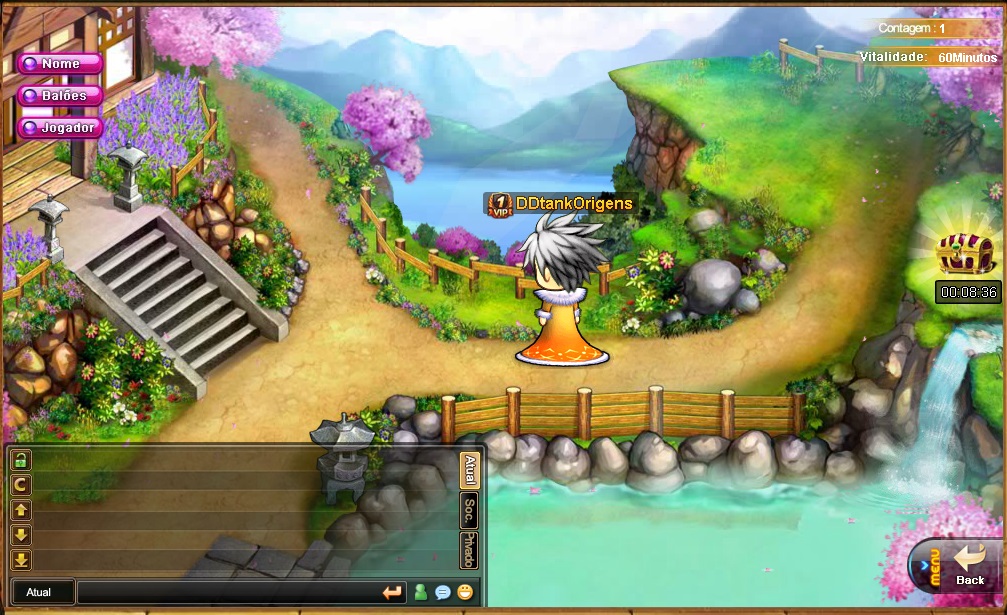 Contagem : 1
Vitalidade: 60Minutos
Nome
Balões
Jogador
1 VIP DDtankOrigens
00:08:36
Atual
Soc.
Privado
C
Atual
MENU
Back